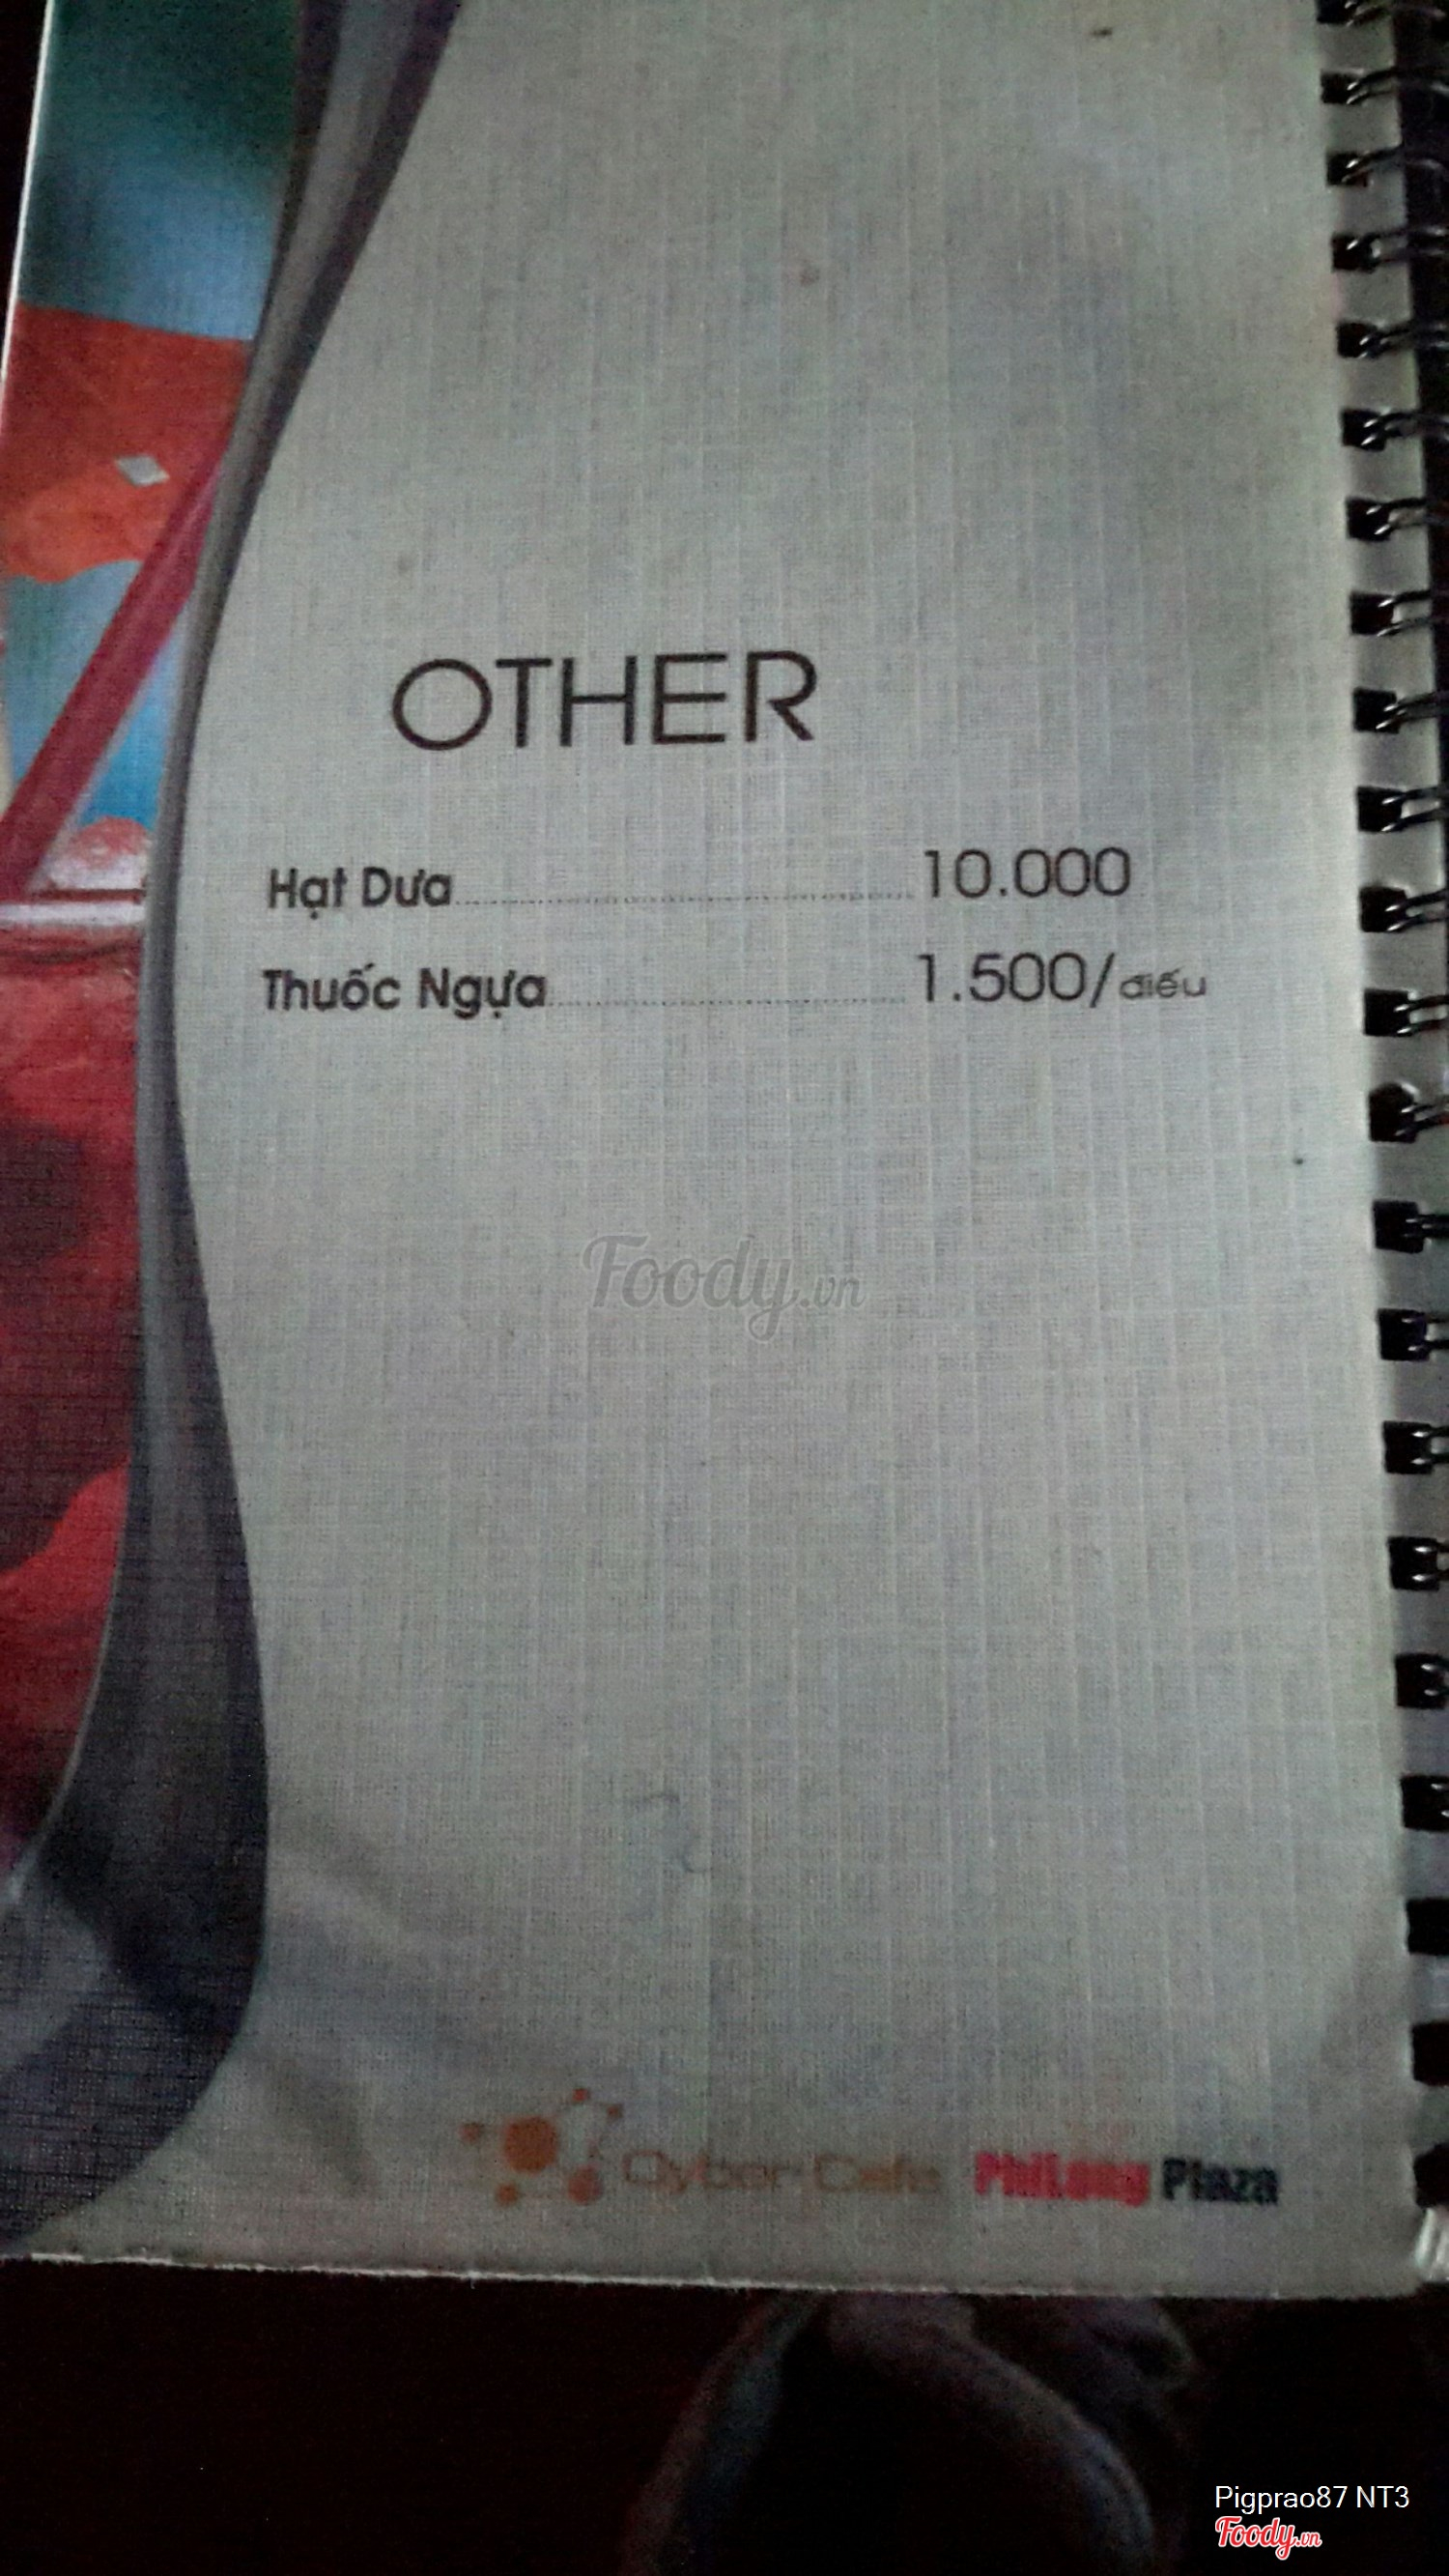 OTHER
Hạt Dưa 10.000
Thuốc Ngựa 1.500/điếu
Foody.vn
Cyber Cafe PhiLong Plaza
Pigprao87 NT3
Foody.vn